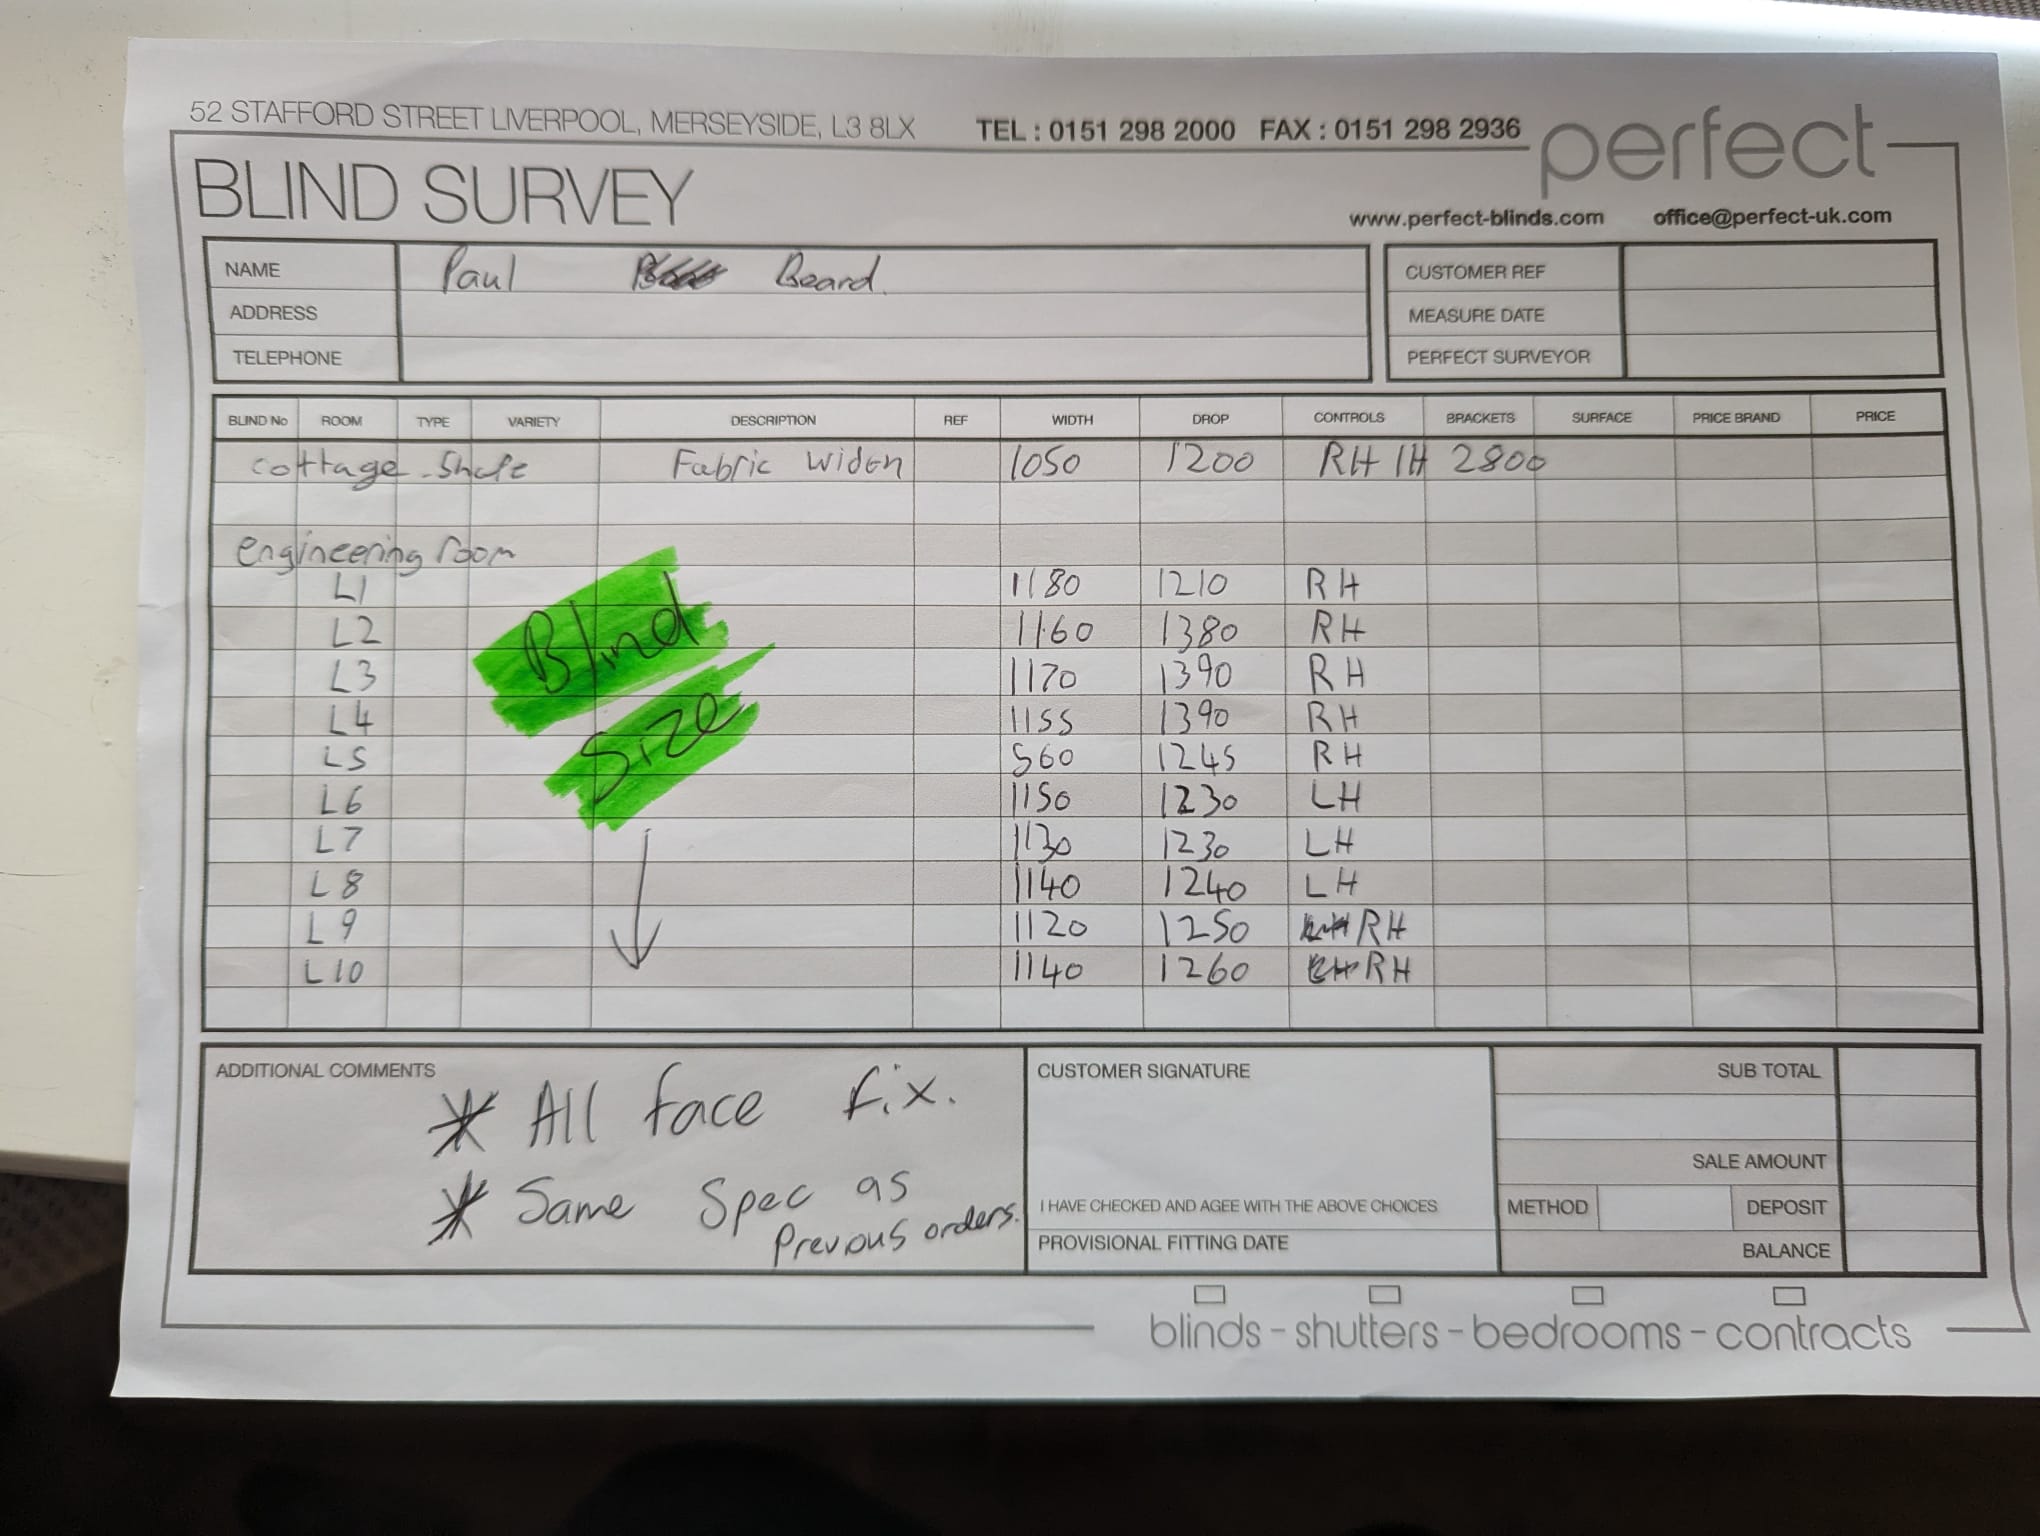 52 STAFFORD STREET LIVERPOOL, MERSEYSIDE, L3 8LX TEL : 0151 298 2000 FAX : 0151 298 2936 perfect
BLIND SURVEY
www.perfect-blinds.com office@perfect-uk.com
NAME Paul Beard. CUSTOMER REF
ADDRESS MEASURE DATE
TELEPHONE PERFECT SURVEYOR
BLIND No ROOM TYPE VARIETY DESCRIPTION REF WIDTH DROP CONTROLS BRACKETS SURFACE PRICE BRAND PRICE
Cottage Fabric 1050 1200 RH 2800
engineering room
L1 1180 1210 RH
L2 1160 1380 RH
L3 1170 1390 RH
L4 1155 1390 RH
L5 560 1245 RH
L6 1150 1230 LH
L7 1130 1230 LH
L8 1140 1240 LH
L9 1120 1250 RH
L10 1140 1260 RH
Blind
Size
ADDITIONAL COMMENTS
* All face fix.
* Same Spec as
Previous orders.
CUSTOMER SIGNATURE
I HAVE CHECKED AND AGEE WITH THE ABOVE CHOICES
PROVISIONAL FITTING DATE
SUB TOTAL
SALE AMOUNT
METHOD DEPOSIT
BALANCE
blinds - shutters - bedrooms - contracts